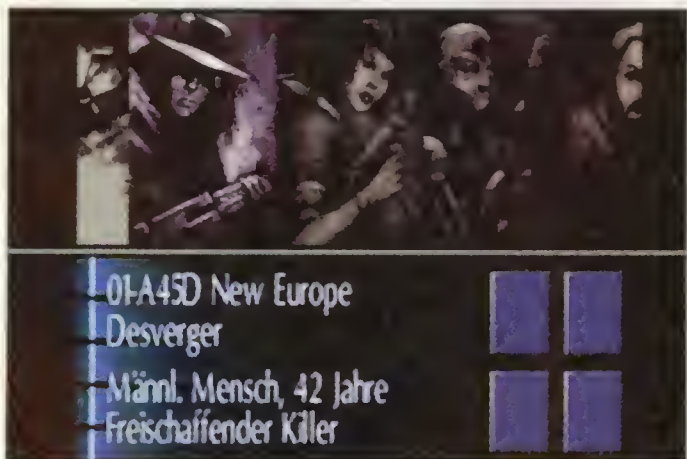 01-A45D New Europe
Desverger
Männl. Mensch, 42 Jahre
Freischaffender Killer